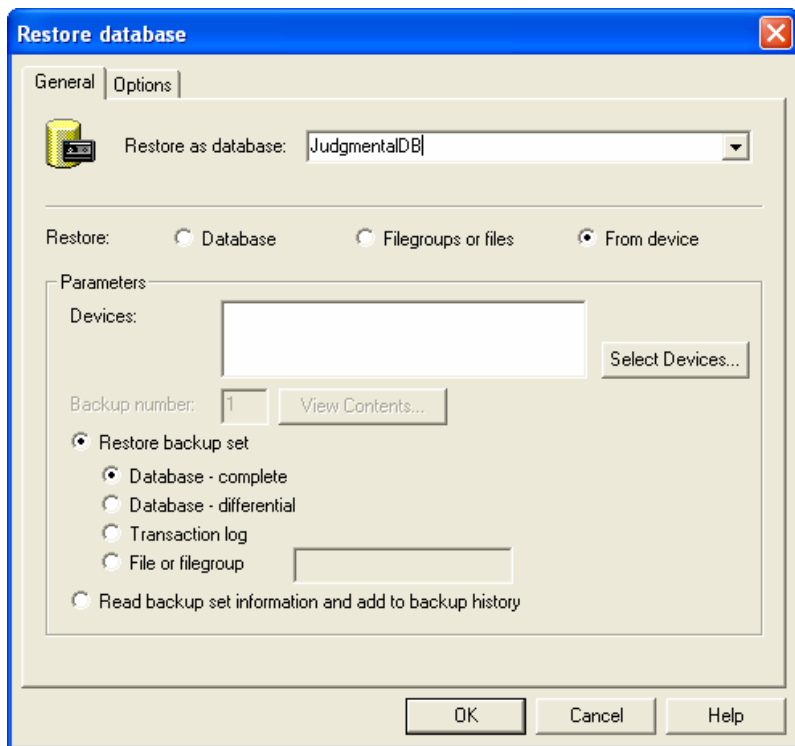 Restore database
General Options
Restore as database: JudgmentalDB
Restore: Database Filegroups or files From device
Parameters
Devices:
Select Devices...
Backup number: 1 View Contents...
Restore backup set
Database - complete
Database - differential
Transaction log
File or filegroup
Read backup set information and add to backup history
OK Cancel Help